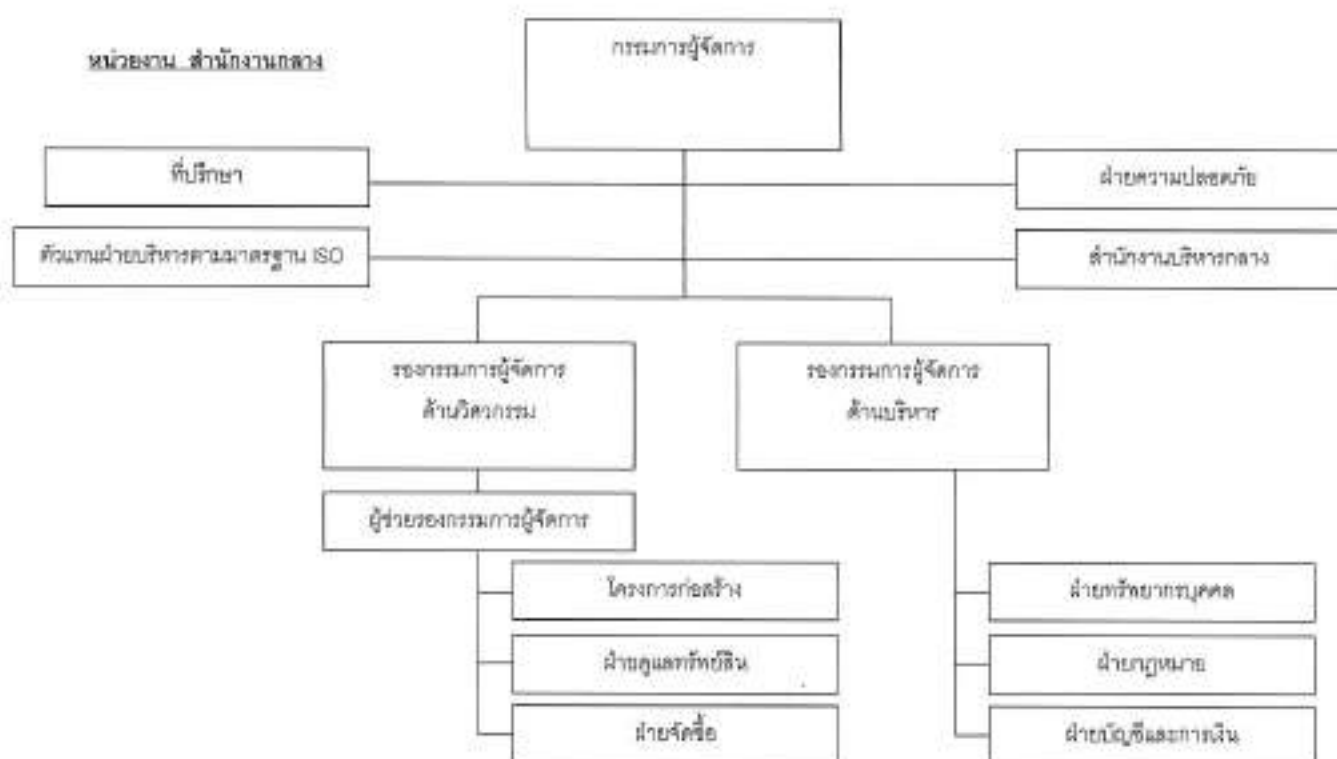 หน่วยงาน สำนักงานกลาง
กรรมการผู้จัดการ
ที่ปรึกษา
ฝ่ายความปลอดภัย
ตัวแทนฝ่ายบริหารตามมาตรฐาน ISO
สำนักงานบริหารกลาง
รองกรรมการผู้จัดการ
ด้านวิศวกรรม
รองกรรมการผู้จัดการ
ด้านบริหาร
ผู้ช่วยรองกรรมการผู้จัดการ
โครงการก่อสร้าง
ฝ่ายทรัพยากรบุคคล
ฝ่ายดูแลทรัพย์สิน
ฝ่ายกฎหมาย
ฝ่ายจัดซื้อ
ฝ่ายบัญชีและการเงิน